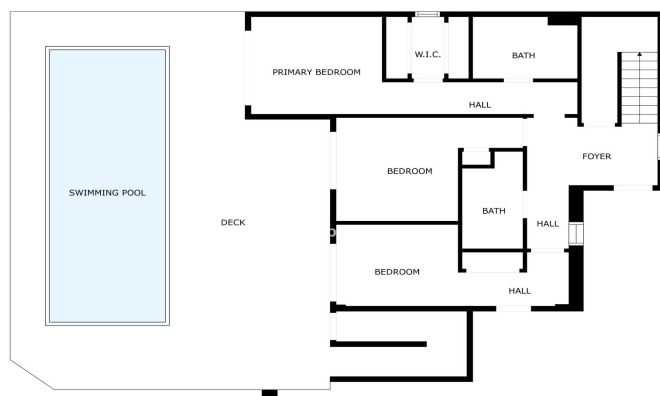 W.I.C.
BATH
PRIMARY BEDROOM
HALL
FOYER
BEDROOM
SWIMMING POOL
BATH
DECK
HALL
BEDROOM
HALL